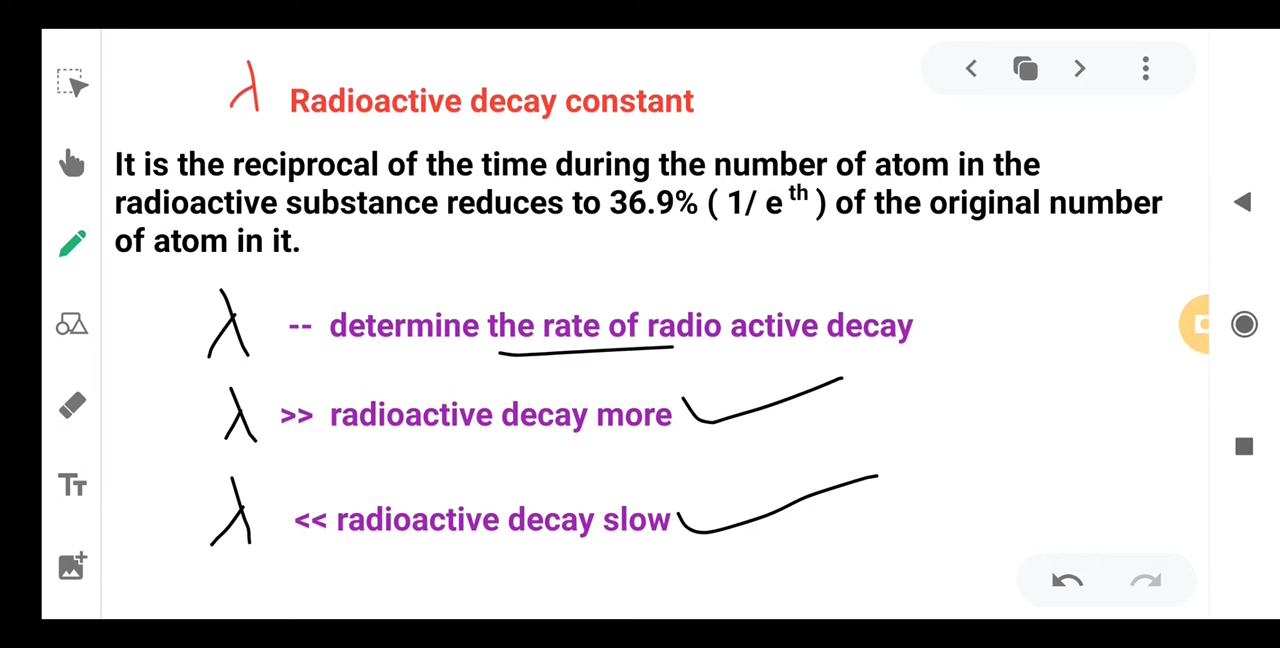 λ Radioactive decay constant
It is the reciprocal of the time during the number of atom in the
radioactive substance reduces to 36.9% ( 1/ e th ) of the original number
of atom in it.
λ -- determine the rate of radio active decay
λ >> radioactive decay more
λ << radioactive decay slow
TT